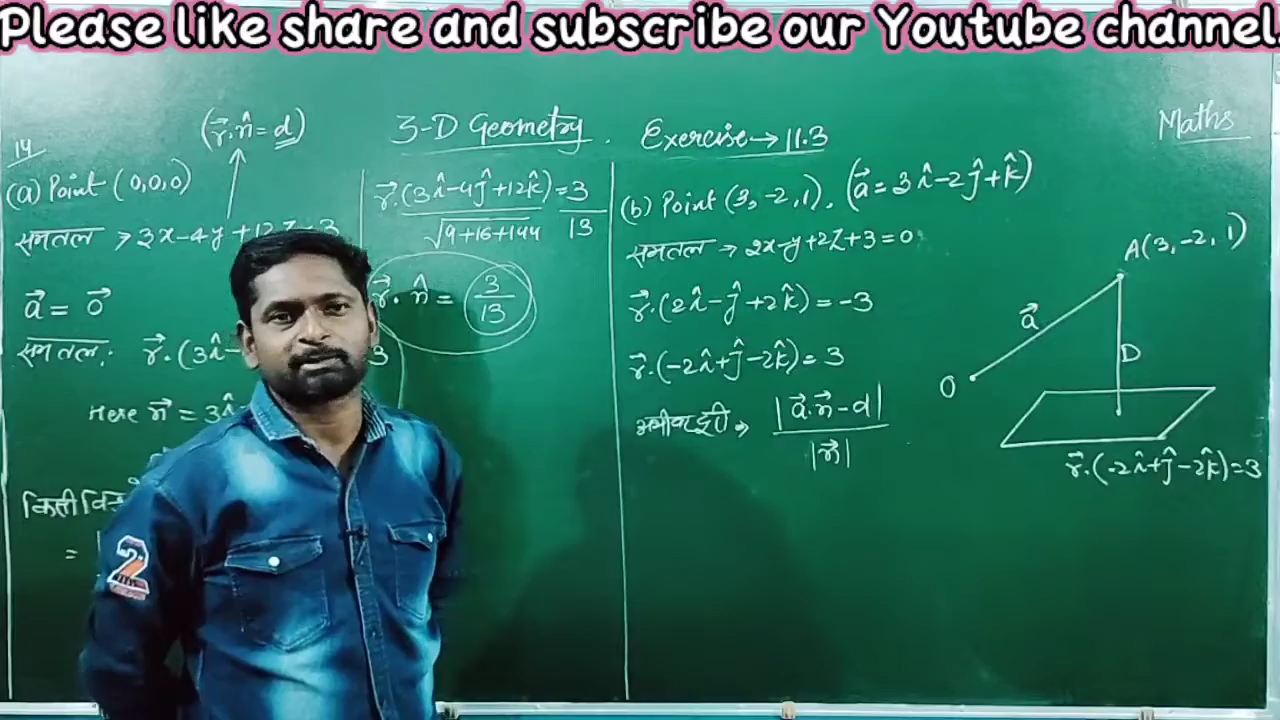 Please like share and subscribe our Youtube channel.
3-D Geometry. Exercise→11.3
Maths
14
(r⃗.n̂ = d)
(a) Point (0,0,0)
समतल → 3x-4y+12z=3
a⃗ = 0⃗
समतल: r⃗.(3î- 3
Here n⃗ = 3î
किसी बिन्दु
=
r⃗.(3î-4ĵ+12k̂) = 3
√9+16+144 13
r⃗. n̂ = 3/13
(b) Point (3,-2,1), (a⃗ = 3î-2ĵ+k̂)
समतल → 2x-y+2z+3=0
r⃗.(2î-ĵ+2k̂) = -3
r⃗.(-2î+ĵ-2k̂) = 3
दूरी → |a⃗.n⃗-d|
|n⃗|
A(3,-2,1)
a⃗
D
O
r⃗.(-2î+ĵ-2k̂)=3